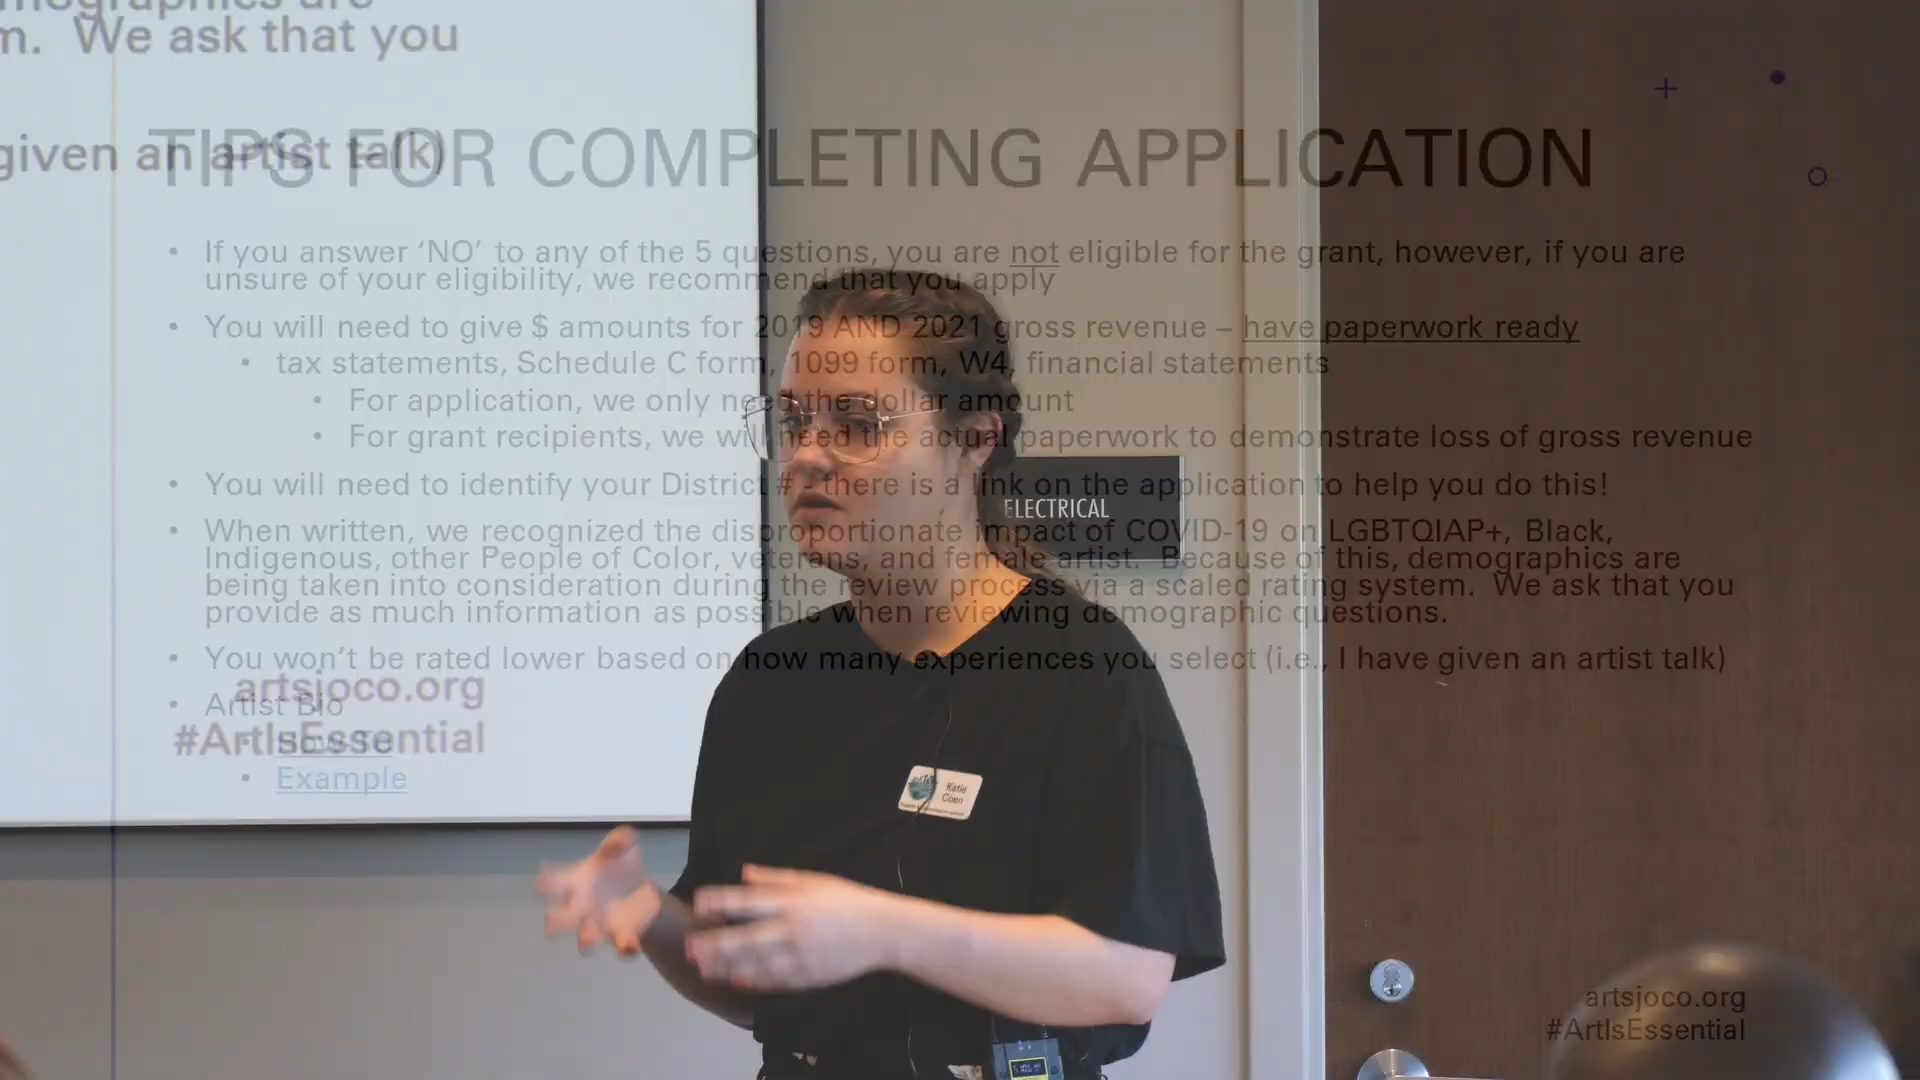 mographics are
m. We ask that you
given an artist talk)
TIPS FOR COMPLETING APPLICATION
• If you answer ‘NO’ to any of the 5 questions, you are not eligible for the grant, however, if you are
unsure of your eligibility, we recommend that you apply
• You will need to give $ amounts for 2019 AND 2021 gross revenue – have paperwork ready
• tax statements, Schedule C form, 1099 form, W4, financial statements
• For application, we only need the dollar amount
• For grant recipients, we will need the actual paperwork to demonstrate loss of gross revenue
• You will need to identify your District # - there is a link on the application to help you do this!
ELECTRICAL
• When written, we recognized the disproportionate impact of COVID-19 on LGBTQIAP+, Black,
Indigenous, other People of Color, veterans, and female artist. Because of this, demographics are
being taken into consideration during the review process via a scaled rating system. We ask that you
provide as much information as possible when reviewing demographic questions.
• You won’t be rated lower based on how many experiences you select (i.e., I have given an artist talk)
artsjoco.org
• Artist Bio
#ArtIsEssential
• How-To
• Example
Katie
Coen
artsjoco.org
#ArtIsEssential